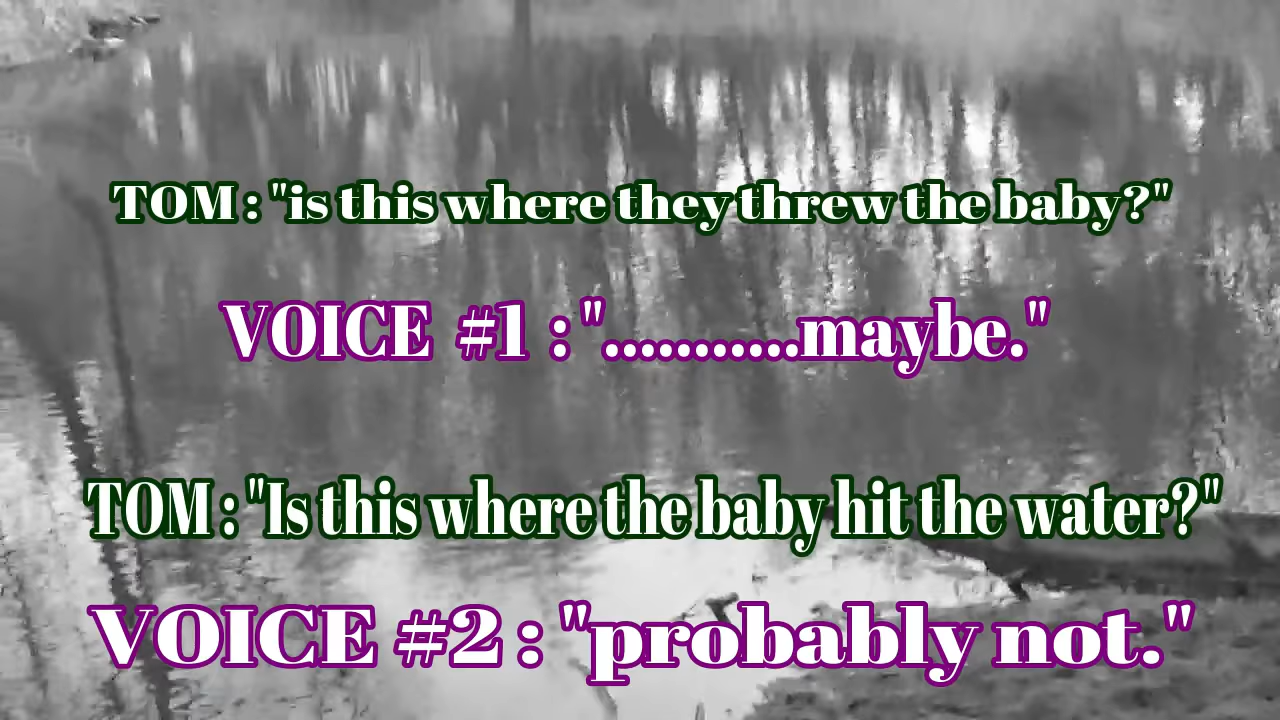 TOM : "is this where they threw the baby?"
VOICE #1 : "...........maybe."
TOM : "Is this where the baby hit the water?"
VOICE #2 : "probably not."